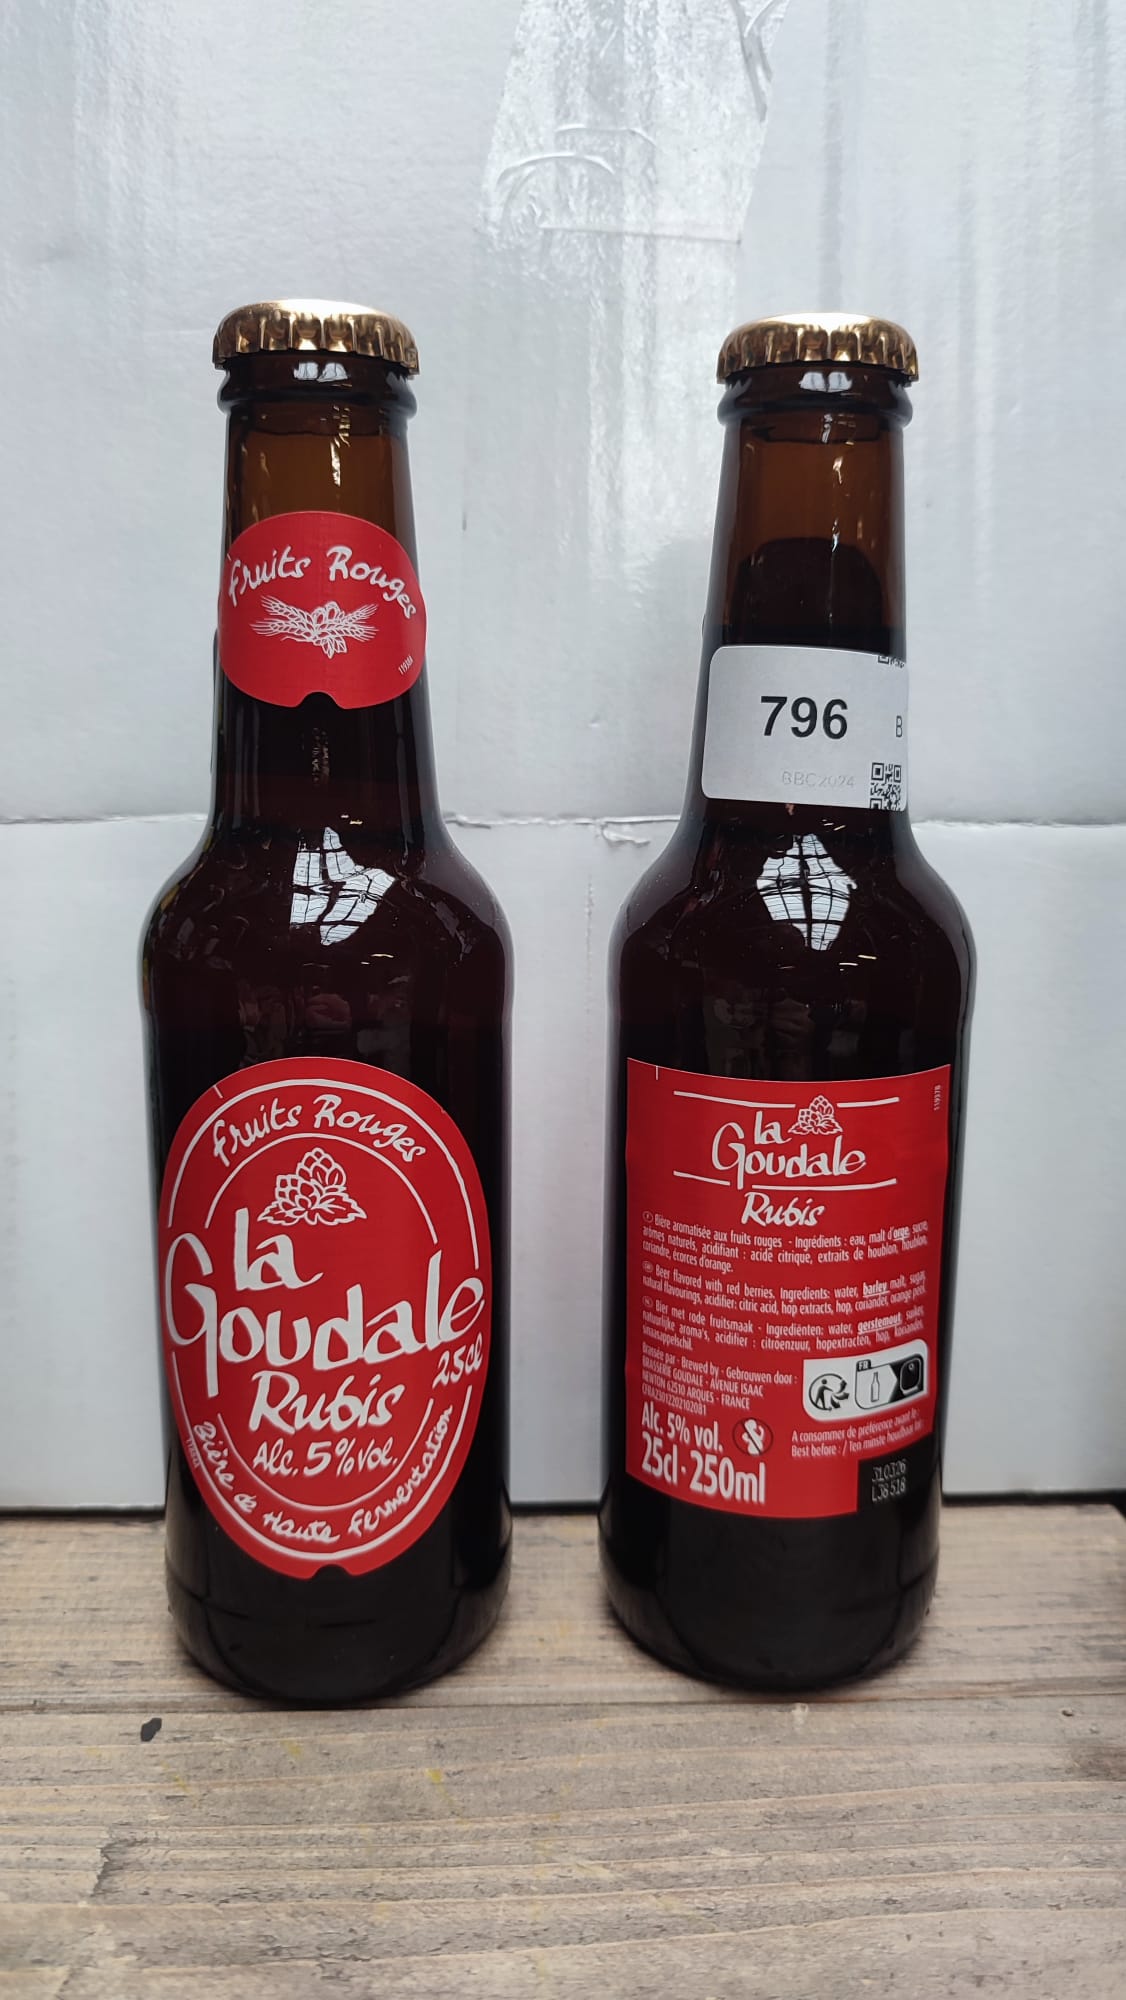 Fruits Rouges
119386
Fruits Rouges
la
Goudale
25cl
Rubis
Alc. 5% vol.
Bière de Haute Fermentation
796
B
BBC2024
119378
la
Goudale
Rubis
F Bière aromatisée aux fruits rouges - Ingrédients : eau, malt d'orge, sucre,
arômes naturels, acidifiant : acide citrique, extraits de houblon, houblon,
coriandre, écorces d'orange.
Beer flavored with red berries. Ingredients: water, barley malt, sugar,
natural flavourings, acidifier: citric acid, hop extracts, hop, coriander, orange peel.
Bier met rode fruitsmaak - Ingrediënten: water, gerstemout, suiker,
natuurlijke aroma's, acidifier : citroenzuur, hopextracten, hop, koriander,
sinaasappelschil.
Brassée par - Brewed by - Gebrouwen door :
BRASSERIE GOUDALE - AVENUE ISAAC
NEWTON 62510 ARQUES - FRANCE
FR
Alc. 5% vol.
25cl - 250ml
A consommer de préférence avant le :
Best before : / Ten minste houdbaar tot :
310326
L38518